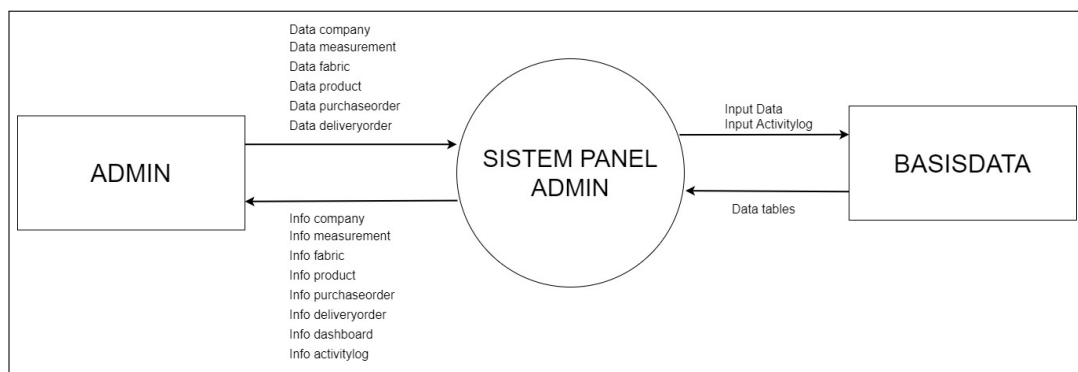 Data company
Data measurement
Data fabric
Data product
Data purchaseorder
Data deliveryorder
ADMIN
SISTEM PANEL
ADMIN
Input Data
Input Activitylog
BASISDATA
Data tables
Info company
Info measurement
Info fabric
Info product
Info purchaseorder
Info deliveryorder
Info dashboard
Info activitylog